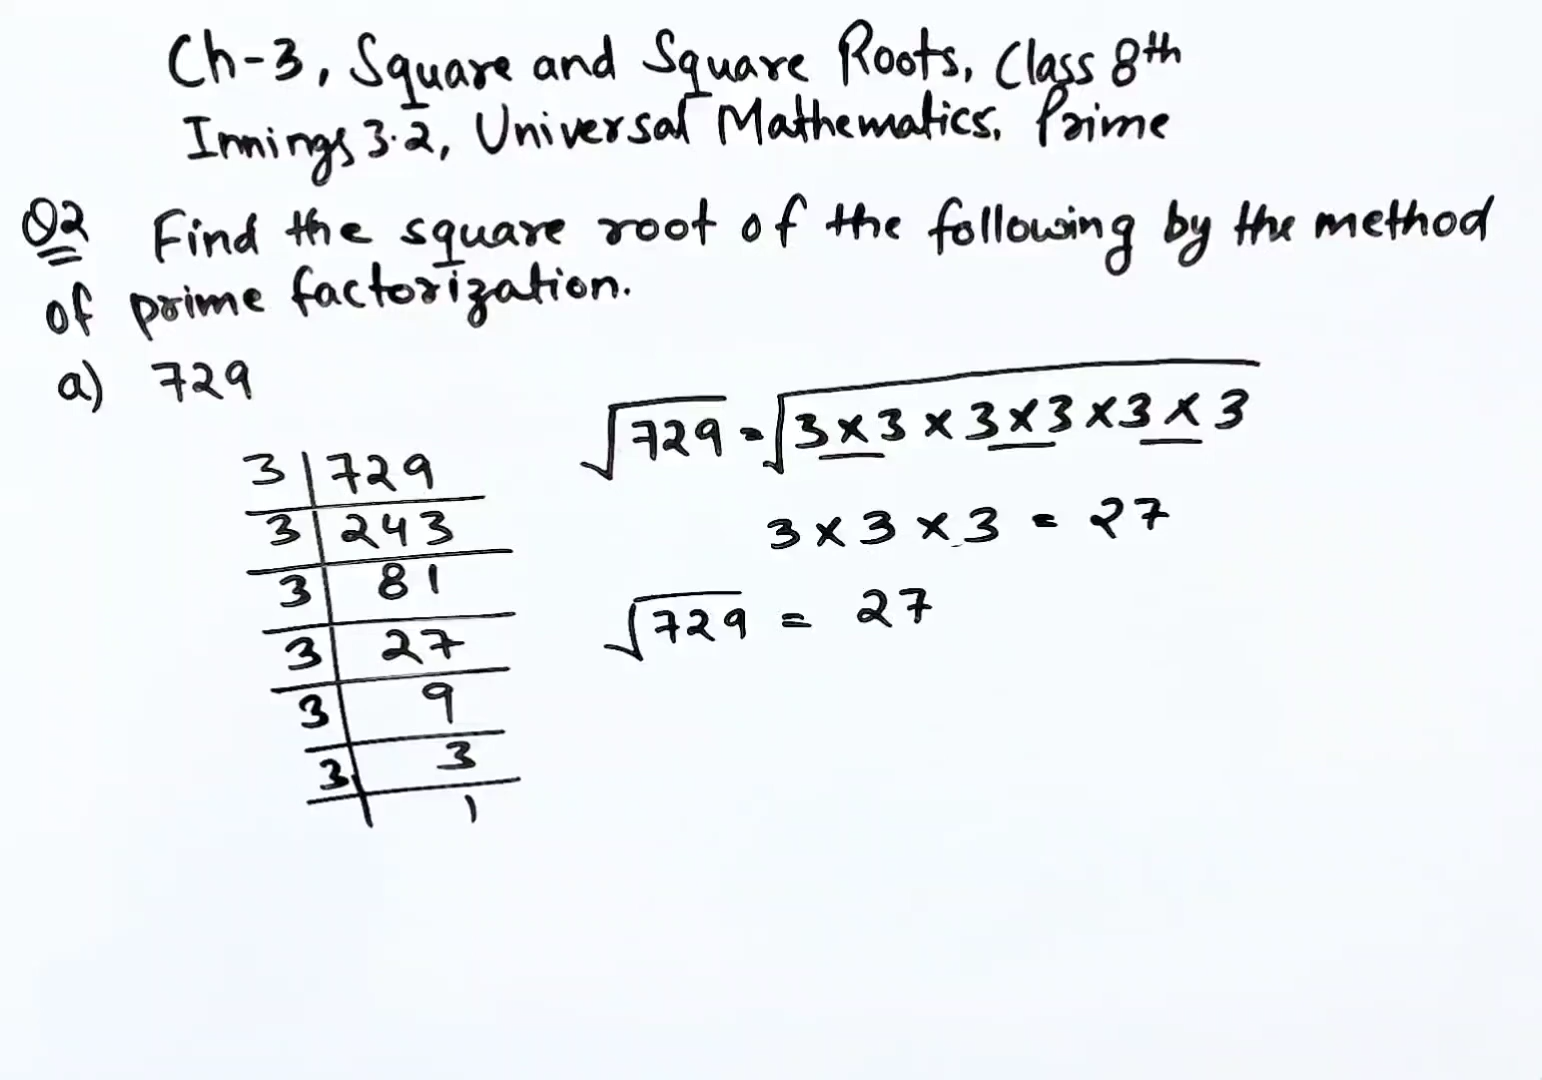 Ch-3, Square and Square Roots, Class 8th
Innings 3.2, Universal Mathematics, Prime
Q2 Find the square root of the following by the method
of prime factorization.
a) 729
3 | 729
3 | 243
3 | 81
3 | 27
3 | 9
3 | 3
1
√729 = √3×3×3×3×3×3
3×3×3 = 27
√729 = 27